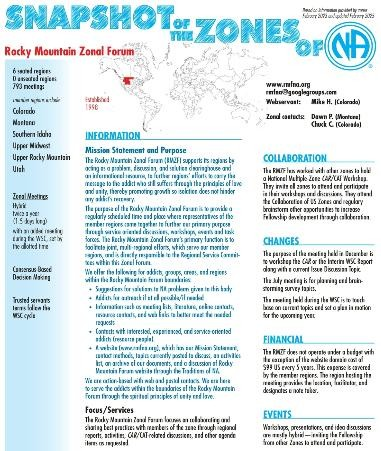 SNAPSHOT OF THE ZONES OF NA
Based on information provided by zones
February 2023 and updated February 2025
Rocky Mountain Zonal Forum
6 seated regions
0 unseated regions
793 meetings
member regions include
Colorado
Montana
Southern Idaho
Upper Midwest
Upper Rocky Mountain
Utah
Zonal Meetings
Hybrid
twice a year
(1.5 days long)
with an added meeting
during the WSC, set by
the allotted time
Consensus-Based
Decision Making
Trusted servants
terms follow the
WSC cycle
Established
1998
www.rmfna.org
rmfna@googlegroups.com
Webservant: Mike H. (Colorado)
Zonal contacts: Dawn P. (Montana)
Chuck C. (Colorado)
INFORMATION
Mission Statement and Purpose
The Rocky Mountain Zonal Forum (RMZF) supports its regions by
acting as a problem, discussion, and solution clearinghouse and
an informational resource, to further regions' efforts to carry the
message to the addict who still suffers through the principles of love
and unity, thereby promoting growth so isolation does not hinder
any addict's recovery.
The purpose of the Rocky Mountain Zonal Forum is to provide a
regularly scheduled time and place where representatives of the
member regions come together to further our primary purpose
through service oriented discussions, workshops, events and task
forces. The Rocky Mountain Zonal Forum's primary function is to
facilitate joint, multi-regional efforts, which serve our member
regions, and is directly responsible to the Regional Service Commit-
tees within this Zonal Forum.
We offer the following for addicts, groups, areas, and regions
within the Rocky Mountain Forum boundaries:
• Suggestions for solutions to NA problems given to this body
• Addicts for outreach if at all possible/if needed
• Information such as meeting lists, literature, online contacts,
resource contacts, and web links to better meet the needed
requests
• Contacts with interested, experienced, and service-oriented
addicts (resource people).
• A website (www.rmfna.org), which has our Mission Statement,
contact methods, topics currently posted to discuss, an activities
list, an archive of our documents, and a discussion of Rocky
Mountain Forum website through the Traditions of NA.
We are action-based with web and postal contacts. We are here
to serve the addicts within the boundaries of the Rocky Mountain
Forum through the spiritual principles of unity and love.
Focus/Services
The Rocky Mountain Zonal Forum focuses on collaborating and
sharing best practices with members of the zone through regional
reports, activities, CAR/CAT-related discussions, and other agenda
items as requested.
COLLABORATION
The RMZF has worked with other zones to hold
a National Multiple Zone CAR/CAT Workshop.
They invite all zones to attend and participate
in their workshops and discussions. They attend
the Collaboration of US Zones and regulary
brainstorm other opportunities to increase
Fellowship development through collaboration.
CHANGES
The purpose of the meeting held in December is
to workshop the CAR or the Interim WSC Report
along with a current Issue Discussion Topic.
The July meeting is for planning and brain-
storming survey topics.
The meeting held during the WSC is to touch
base on current topics and set a plan in motion
for the upcoming year.
FINANCIAL
The RMZF does not operate under a budget with
the exception of the website domain cost of
$99 US every 5 years. This expense is covered
by the member regions. The region hosting the
meeting provides the location, facilitator, and
designates a note taker.
EVENTS
Workshops, presentations, and idea discussions
are mostly hybrid—inviting the Fellowship
from other Zones to attend and participate.